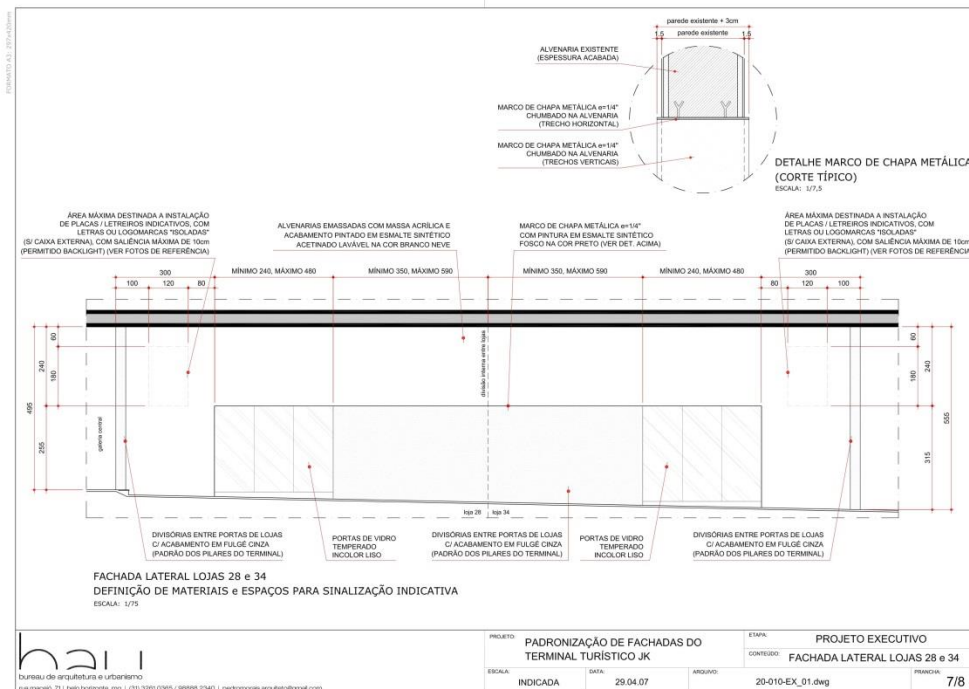 FORMATO A3: 297x420mm
parede existente + 3cm
1.5
parede existente
1.5
ALVENARIA EXISTENTE
(ESPESSURA ACABADA)
MARCO DE CHAPA METÁLICA e=1/4"
CHUMBADO NA ALVENARIA
(TRECHO HORIZONTAL)
MARCO DE CHAPA METÁLICA e=1/4"
CHUMBADO NA ALVENARIA
(TRECHOS VERTICAIS)
DETALHE MARCO DE CHAPA METÁLICA
(CORTE TÍPICO)
ESCALA: 1/7,5
ÁREA MÁXIMA DESTINADA A INSTALAÇÃO
DE PLACAS / LETREIROS INDICATIVOS, COM
LETRAS OU LOGOMARCAS "ISOLADAS"
(S/ CAIXA EXTERNA), COM SALIÊNCIA MÁXIMA DE 10cm
(PERMITIDO BACKLIGHT) (VER FOTOS DE REFERÊNCIA)
ALVENARIAS EMASSADAS COM MASSA ACRÍLICA E
ACABAMENTO PINTADO EM ESMALTE SINTÉTICO
ACETINADO LAVÁVEL NA COR BRANCO NEVE
MARCO DE CHAPA METÁLICA e=1/4"
COM PINTURA EM ESMALTE SINTÉTICO
FOSCO NA COR PRETO (VER DET. ACIMA)
ÁREA MÁXIMA DESTINADA A INSTALAÇÃO
DE PLACAS / LETREIROS INDICATIVOS, COM
LETRAS OU LOGOMARCAS "ISOLADAS"
(S/ CAIXA EXTERNA), COM SALIÊNCIA MÁXIMA DE 10cm
(PERMITIDO BACKLIGHT) (VER FOTOS DE REFERÊNCIA)
300
MÍNIMO 240, MÁXIMO 480
MÍNIMO 350, MÁXIMO 590
MÍNIMO 350, MÁXIMO 590
MÍNIMO 240, MÁXIMO 480
300
100
120
80
80
120
100
60
240
180
495
255
galeria central
divisão interna entre lojas
60
240
180
555
315
loja 28
loja 34
DIVISÓRIAS ENTRE PORTAS DE LOJAS
C/ ACABAMENTO EM FULGÊ CINZA
(PADRÃO DOS PILARES DO TERMINAL)
PORTAS DE VIDRO
TEMPERADO
INCOLOR LISO
DIVISÓRIAS ENTRE PORTAS DE LOJAS
C/ ACABAMENTO EM FULGÊ CINZA
(PADRÃO DOS PILARES DO TERMINAL)
PORTAS DE VIDRO
TEMPERADO
INCOLOR LISO
DIVISÓRIAS ENTRE PORTAS DE LOJAS
C/ ACABAMENTO EM FULGÊ CINZA
(PADRÃO DOS PILARES DO TERMINAL)
FACHADA LATERAL LOJAS 28 e 34
DEFINIÇÃO DE MATERIAIS e ESPAÇOS PARA SINALIZAÇÃO INDICATIVA
ESCALA: 1/75
bureau de arquitetura e urbanismo
PROJETO:
PADRONIZAÇÃO DE FACHADAS DO
TERMINAL TURÍSTICO JK
ETAPA:
PROJETO EXECUTIVO
CONTEÚDO:
FACHADA LATERAL LOJAS 28 e 34
ESCALA:
INDICADA
DATA:
29.04.07
ARQUIVO:
20-010-EX_01.dwg
PRANCHA:
7/8